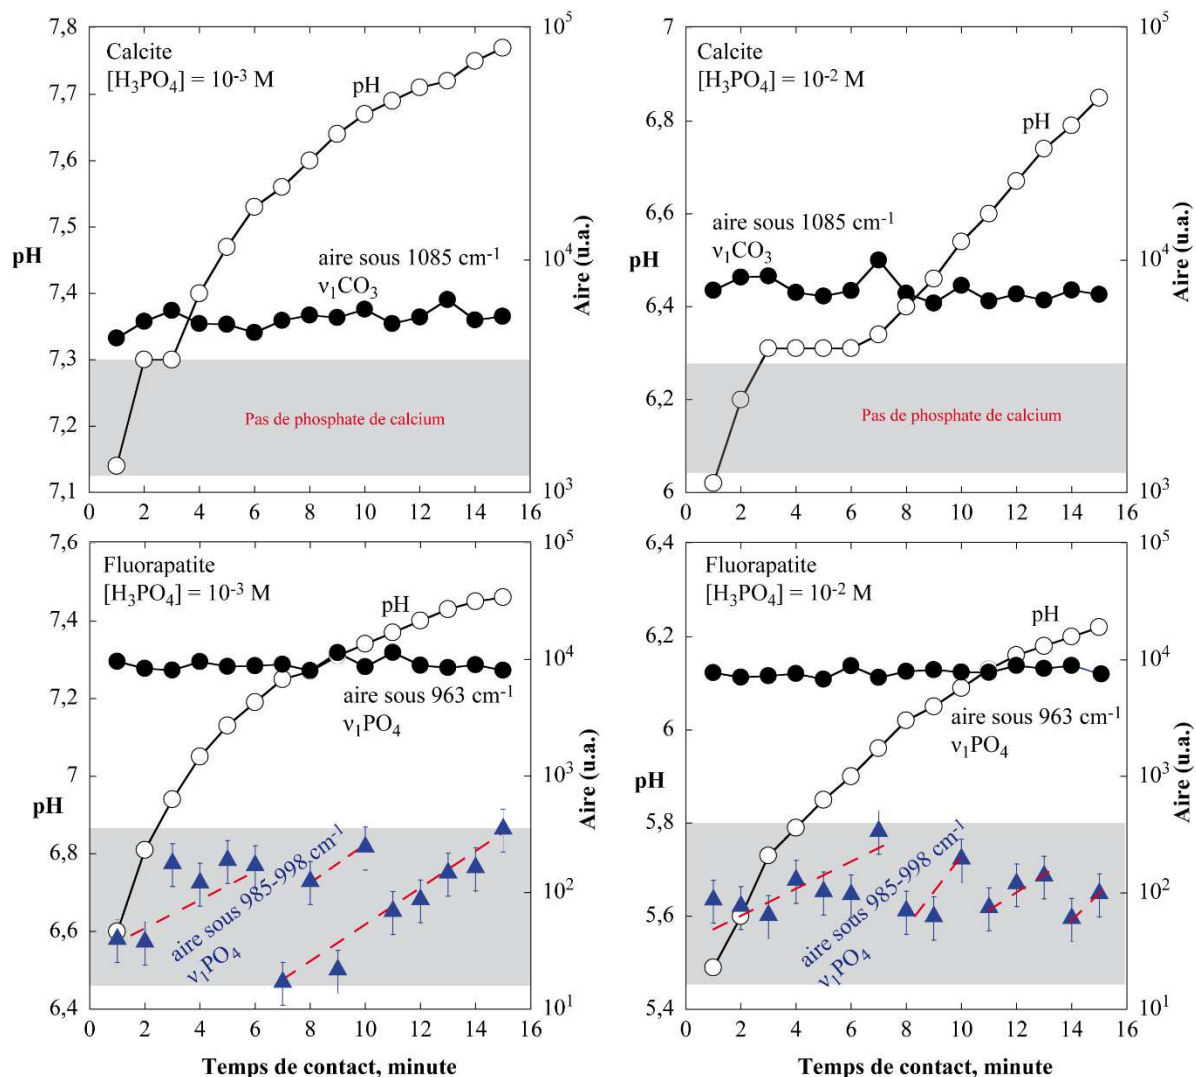 Calcite
[H3PO4] = 10-3 M
pH
aire sous 1085 cm-1
ν1CO3
Pas de phosphate de calcium
pH
7,8
7,7
7,6
7,5
7,4
7,3
7,2
7,1
0 2 4 6 8 10 12 14 16
10^5
10^4
10^3
Aire (u.a.)
Calcite
[H3PO4] = 10-2 M
pH
aire sous 1085 cm-1
ν1CO3
Pas de phosphate de calcium
pH
7
6,8
6,6
6,4
6,2
6
0 2 4 6 8 10 12 14 16
10^5
10^4
10^3
Aire (u.a.)
Fluorapatite
[H3PO4] = 10-3 M
pH
aire sous 963 cm-1
ν1PO4
aire sous 985-998 cm-1
ν1PO4
pH
7,6
7,4
7,2
7
6,8
6,6
6,4
0 2 4 6 8 10 12 14 16
Temps de contact, minute
10^5
10^4
10^3
10^2
10^1
Aire (u.a.)
Fluorapatite
[H3PO4] = 10-2 M
pH
aire sous 963 cm-1
ν1PO4
aire sous 985-998 cm-1
ν1PO4
pH
6,4
6,2
6
5,8
5,6
5,4
0 2 4 6 8 10 12 14 16
Temps de contact, minute
10^5
10^4
10^3
10^2
10^1
Aire (u.a.)